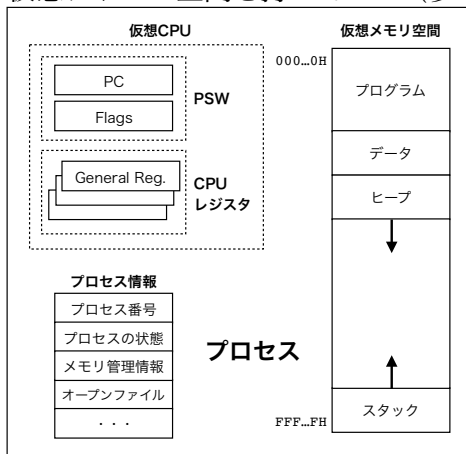 仮想CPU
PC
Flags
PSW
General Reg.
CPU
レジスタ
プロセス情報
プロセス番号
プロセスの状態
メモリ管理情報
オープンファイル
・・・
プロセス
仮想メモリ空間
000...0H
プログラム
データ
ヒープ
スタック
FFF...FH